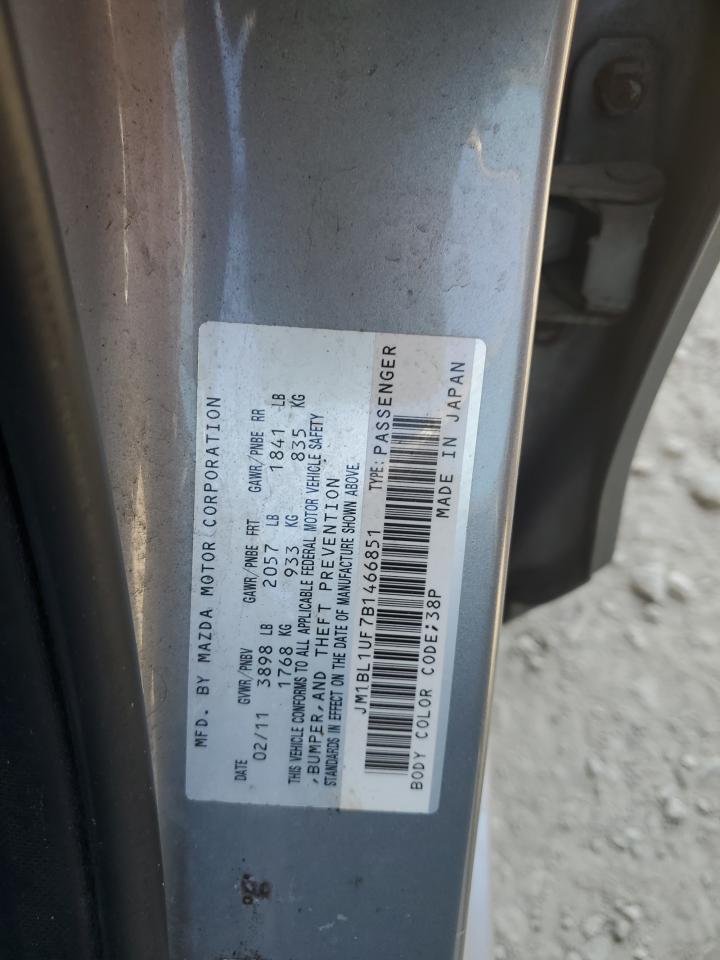 MFD. BY MAZDA MOTOR CORPORATION
DATE GVWR/PNBV GAWR/PNBE FRT GAWR/PNBE RR
02/11 3898 LB 2057 LB 1841 LB
1768 KG 933 KG 835 KG
THIS VEHICLE CONFORMS TO ALL APPLICABLE FEDERAL MOTOR VEHICLE SAFETY
,BUMPER, AND THEFT PREVENTION
STANDARDS IN EFFECT ON THE DATE OF MANUFACTURE SHOWN ABOVE.
JM1BL1UF7B1466851 TYPE: PASSENGER
BODY COLOR CODE;38P MADE IN JAPAN